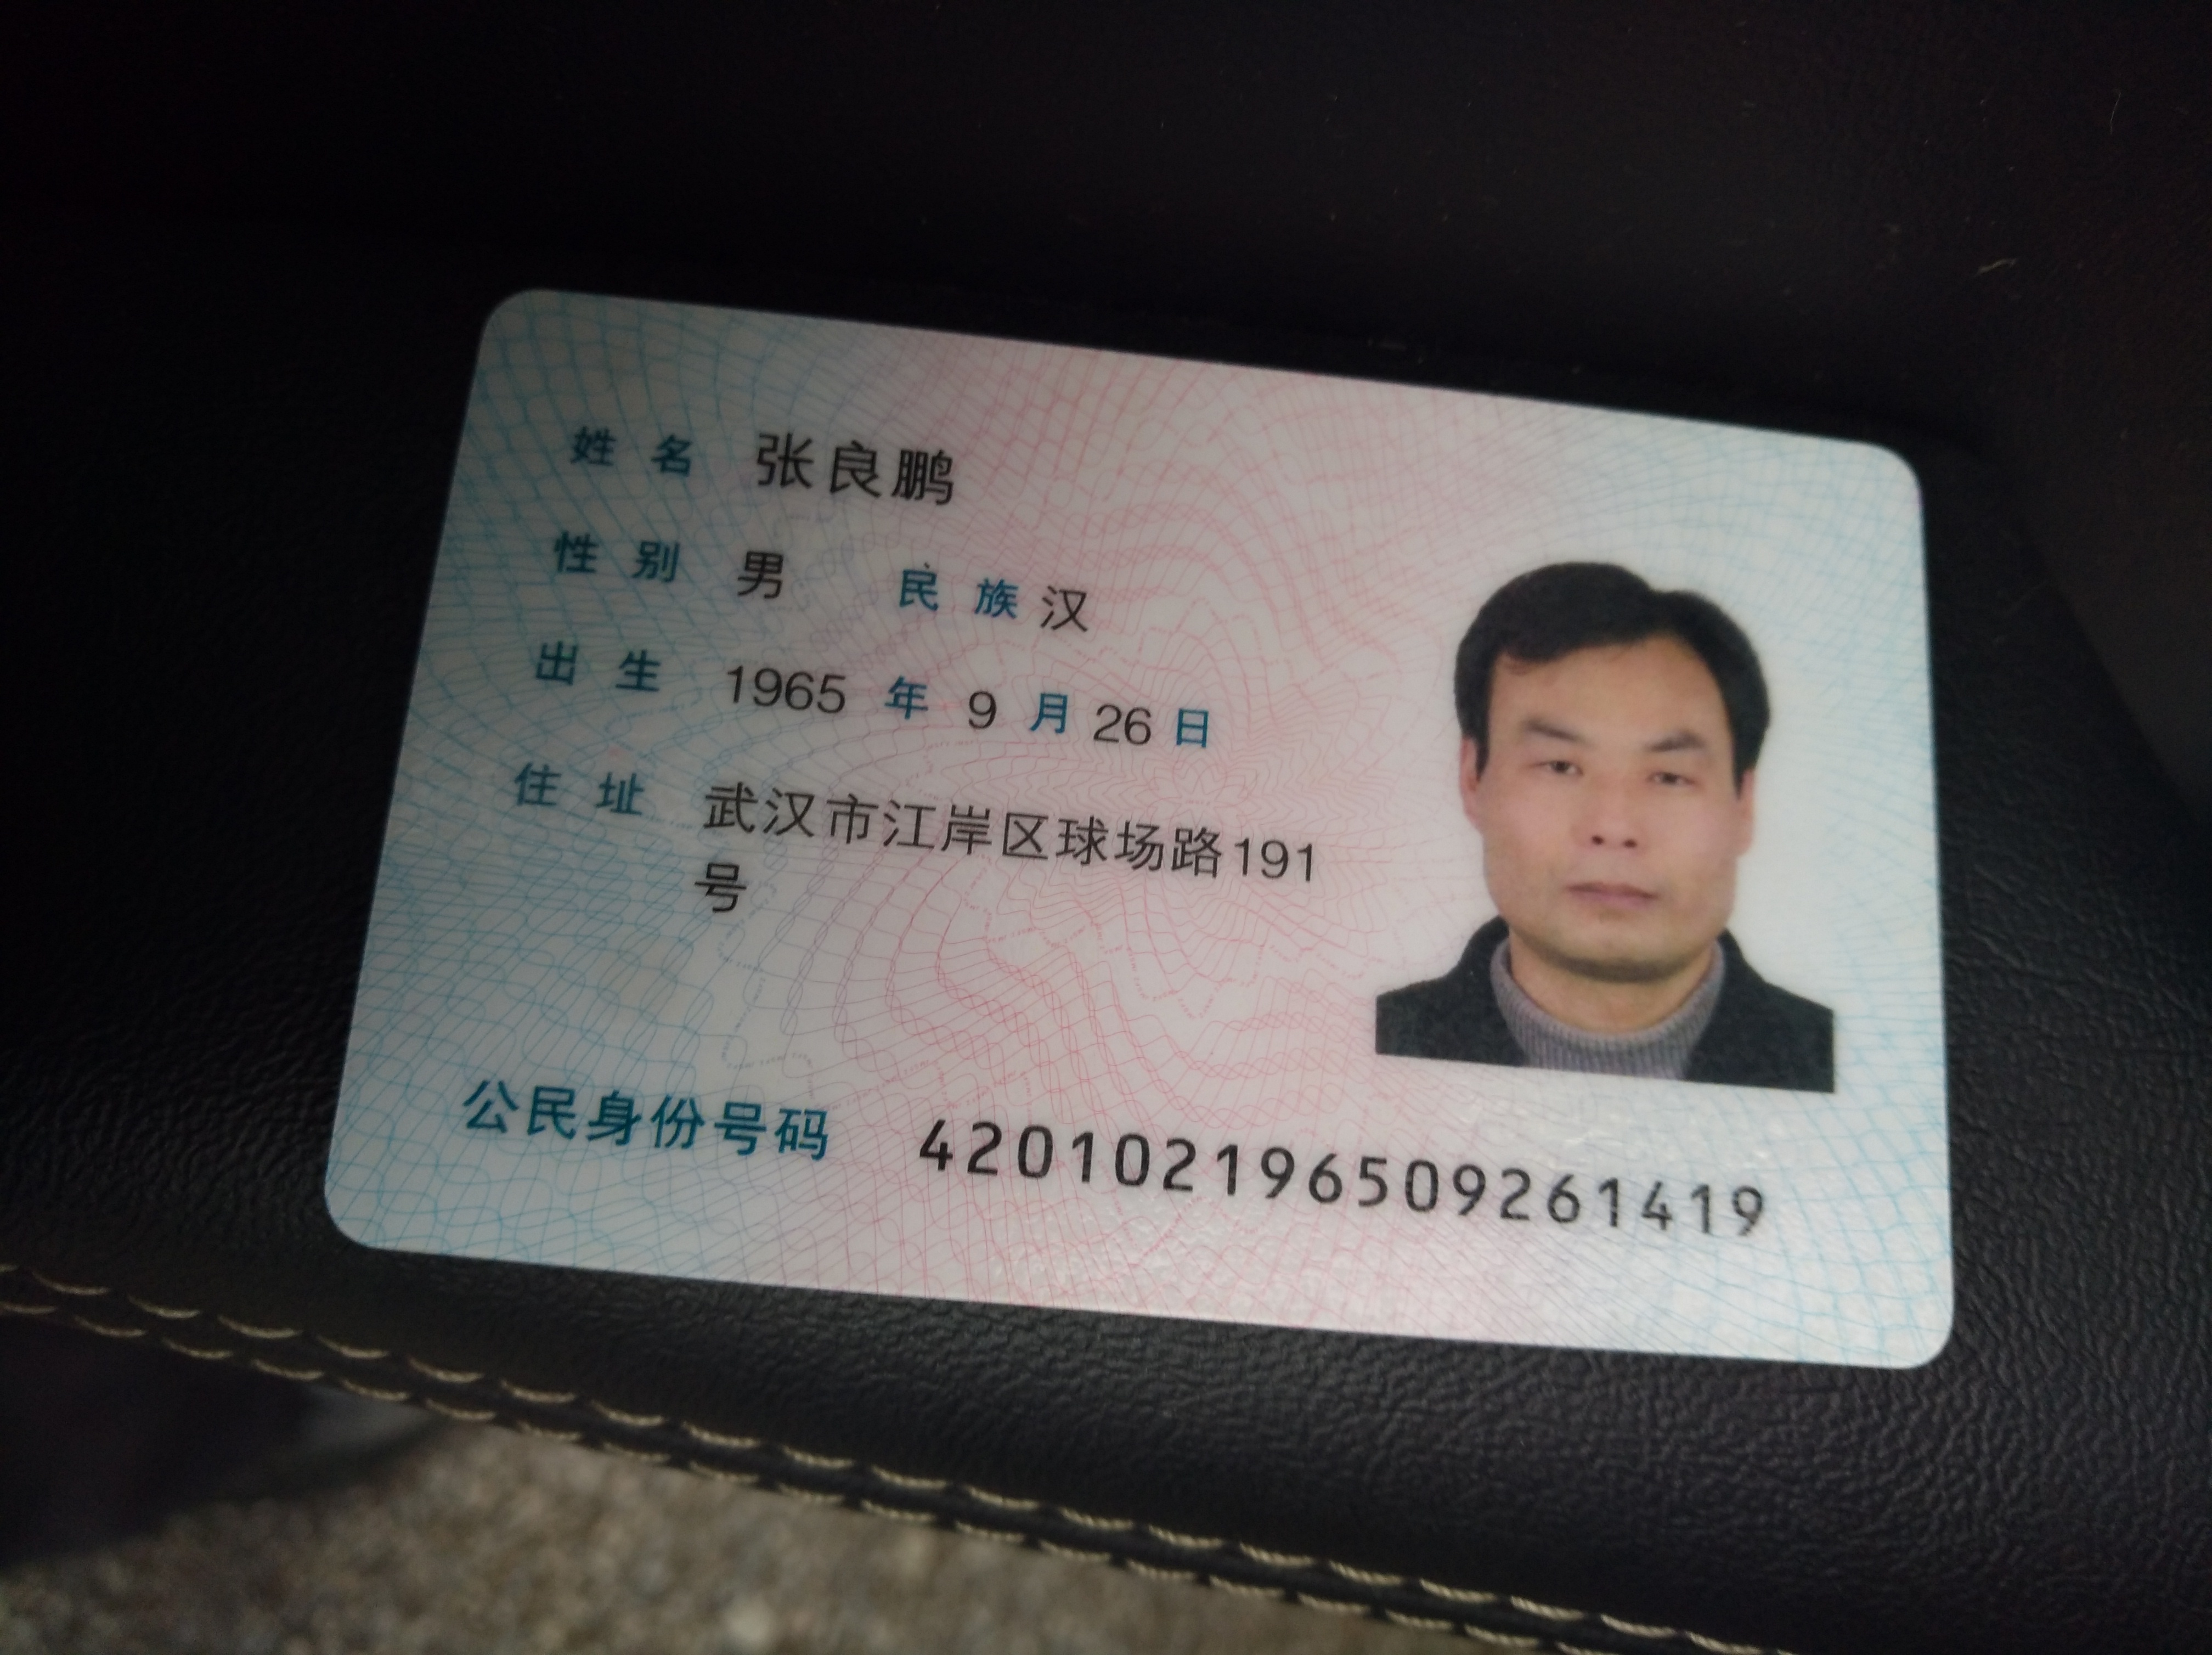 姓名 张良鹏
性别 男 民族 汉
出生 1965 年 9 月 26 日
住址 武汉市江岸区球场路191
号
公民身份号码 420102196509261419